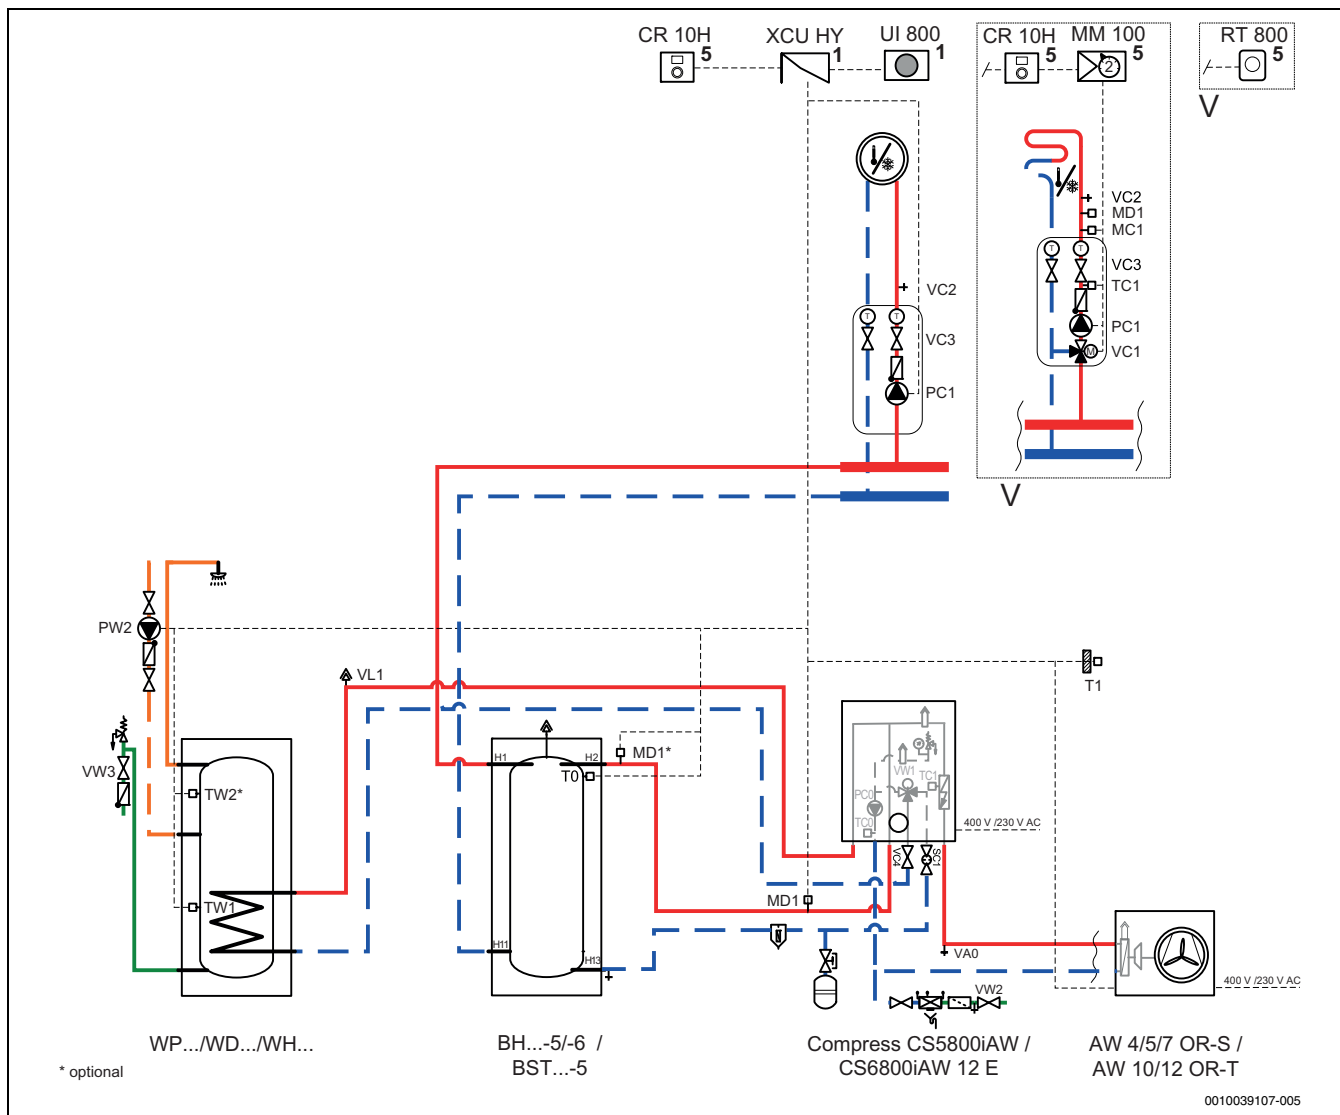 CR 10H
5
XCU HY
1
UI 800
1
CR 10H
5
MM 100
5
2
RT 800
5
V
VC2
MD1
MC1
T
T
VC3
TC1
PC1
M
VC1
V
VC2
T
T
VC3
PC1
PW2
VL1
T1
VW3
TW2*
TW1
H1
H2
MD1*
T0
H11
H13
VW1
TC1
PC0
TC0
400 V /230 V AC
VC4
SC1
MD1
VA0
VW2
400 V /230 V AC
WP.../WD.../WH...
BH...-5/-6 /
BST...-5
Compress CS5800iAW /
CS6800iAW 12 E
AW 4/5/7 OR-S /
AW 10/12 OR-T
* optional
0010039107-005